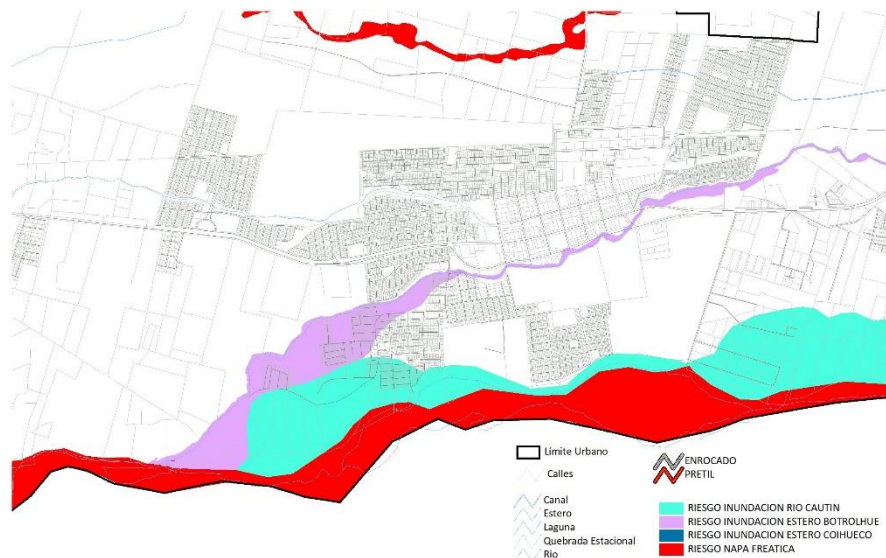 Límite Urbano
Calles
Canal
Estero
Laguna
Quebrada Estacional
Rio
ENROCADO
PRETIL
RIESGO INUNDACION RIO CAUTIN
RIESGO INUNDACION ESTERO BOTROLHUE
RIESGO INUNDACION ESTERO COIHUECO
RIESGO NAPA FREATICA